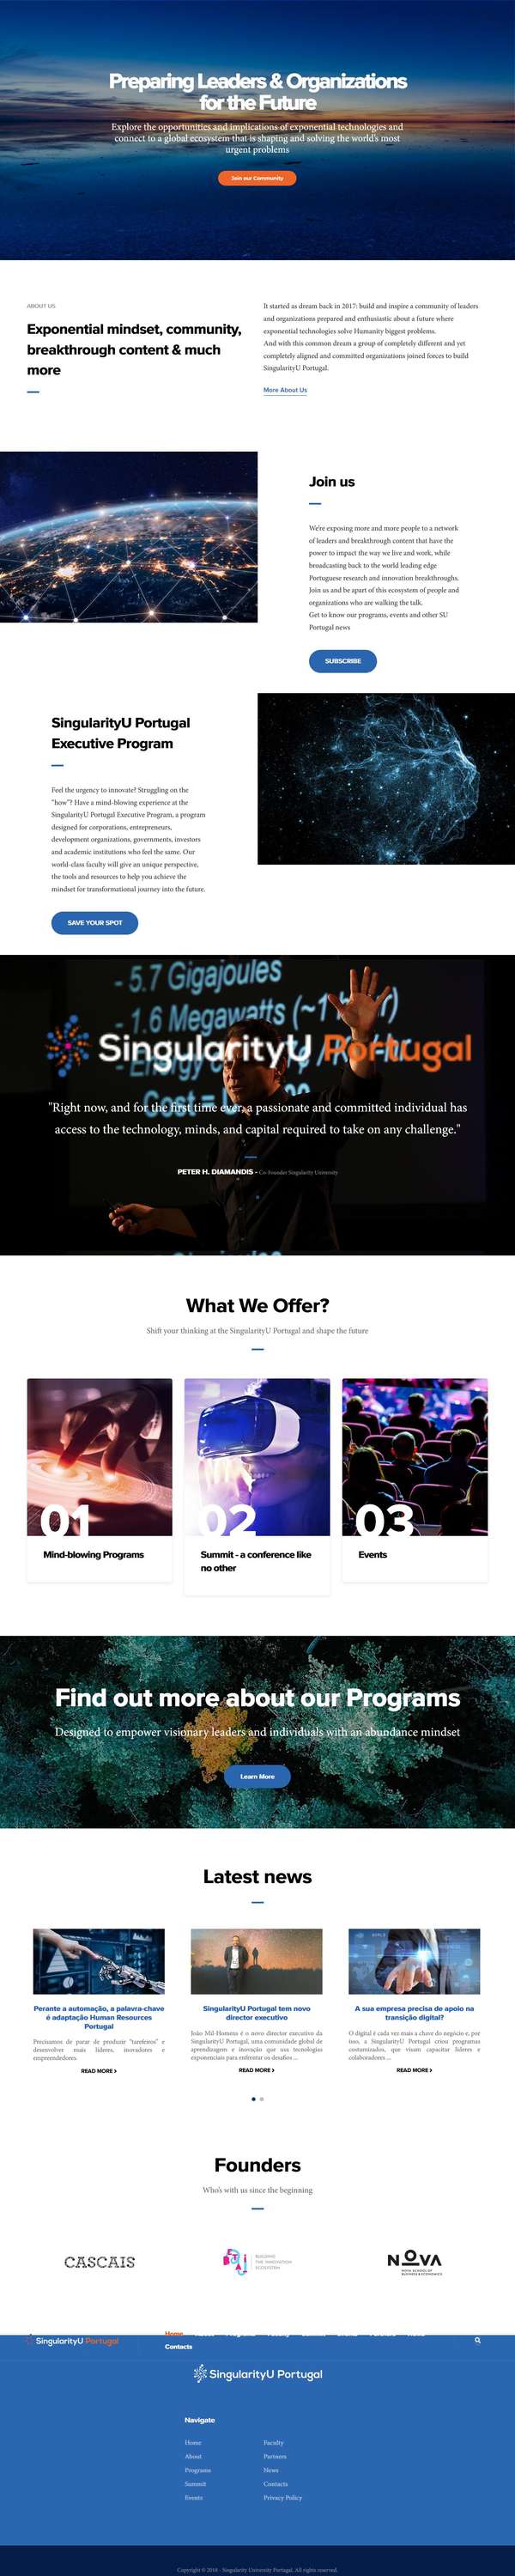 Preparing Leaders & Organizations
for the Future
Explore the opportunities and implications of exponential technologies and
connect to a global ecosystem that is shaping and solving the world's most
urgent problems
Join our Community
ABOUT US
Exponential mindset, community,
breakthrough content & much
more
It started as dream back in 2017: build and inspire a community of leaders
and organizations prepared and enthusiastic about a future where
exponential technologies solve Humanity biggest problems.
And with this common dream a group of completely different and yet
completely aligned and committed organizations joined forces to build
SingularityU Portugal.
More About Us
Join us
We're exposing more and more people to a network
of leaders and breakthrough content that have the
power to impact the way we live and work, while
broadcasting back to the world leading edge
Portuguese research and innovation breakthroughs.
Join us and be apart of this ecosystem of people and
organizations who are walking the talk.
Get to know our programs, events and other SU
Portugal news
SUBSCRIBE
SingularityU Portugal
Executive Program
Feel the urgency to innovate? Struggling on the
"how"? Have a mind-blowing experience at the
SingularityU Portugal Executive Program, a program
designed for corporations, entrepreneurs,
development organizations, governments, investors
and academic institutions who feel the same. Our
world-class faculty will give an unique perspective,
the tools and resources to help you achieve the
mindset for transformational journey into the future.
SAVE YOUR SPOT
- 5.7 Gigajoules
- 1.6 Megawatts (~1
SingularityU Portugal
"Right now, and for the first time ever, a passionate and committed individual has
access to the technology, minds, and capital required to take on any challenge."
PETER H. DIAMANDIS - Co-Founder Singularity University
What We Offer?
Shift your thinking at the SingularityU Portugal and shape the future
01
Mind-blowing Programs
02
Summit - a conference like
no other
03
Events
Find out more about our Programs
Designed to empower visionary leaders and individuals with an abundance mindset
Learn More
Latest news
Perante a automação, a palavra-chave
é adaptação Human Resources
Portugal
Precisamos de parar de produzir "tarefeiros" e
desenvolver mais líderes, inovadores e
empreendedores.
READ MORE >
SingularityU Portugal tem novo
director executivo
João Mil-Homens é o novo director executivo da
SingularityU Portugal, uma comunidade global de
aprendizagem e inovação que usa tecnologias
exponenciais para enfrentar os desafios ...
READ MORE >
A sua empresa precisa de apoio na
transição digital?
O digital é cada vez mais a chave do negócio e, por
isso, a SingularityU Portugal criou programas
costumizados, que visam capacitar líderes e
colaboradores ...
READ MORE >
Founders
Who's with us since the beginning
CASCAIS
BUILDING
THE INNOVATION
ECOSYSTEM
NOVA
NOVA SCHOOL OF
BUSINESS & ECONOMICS
SingularityU Portugal
Home
Contacts
SingularityU Portugal
Navigate
Home
About
Programs
Summit
Events
Faculty
Partners
News
Contacts
Privacy Policy
Copyright © 2018 - Singularity University Portugal. All rights reserved.